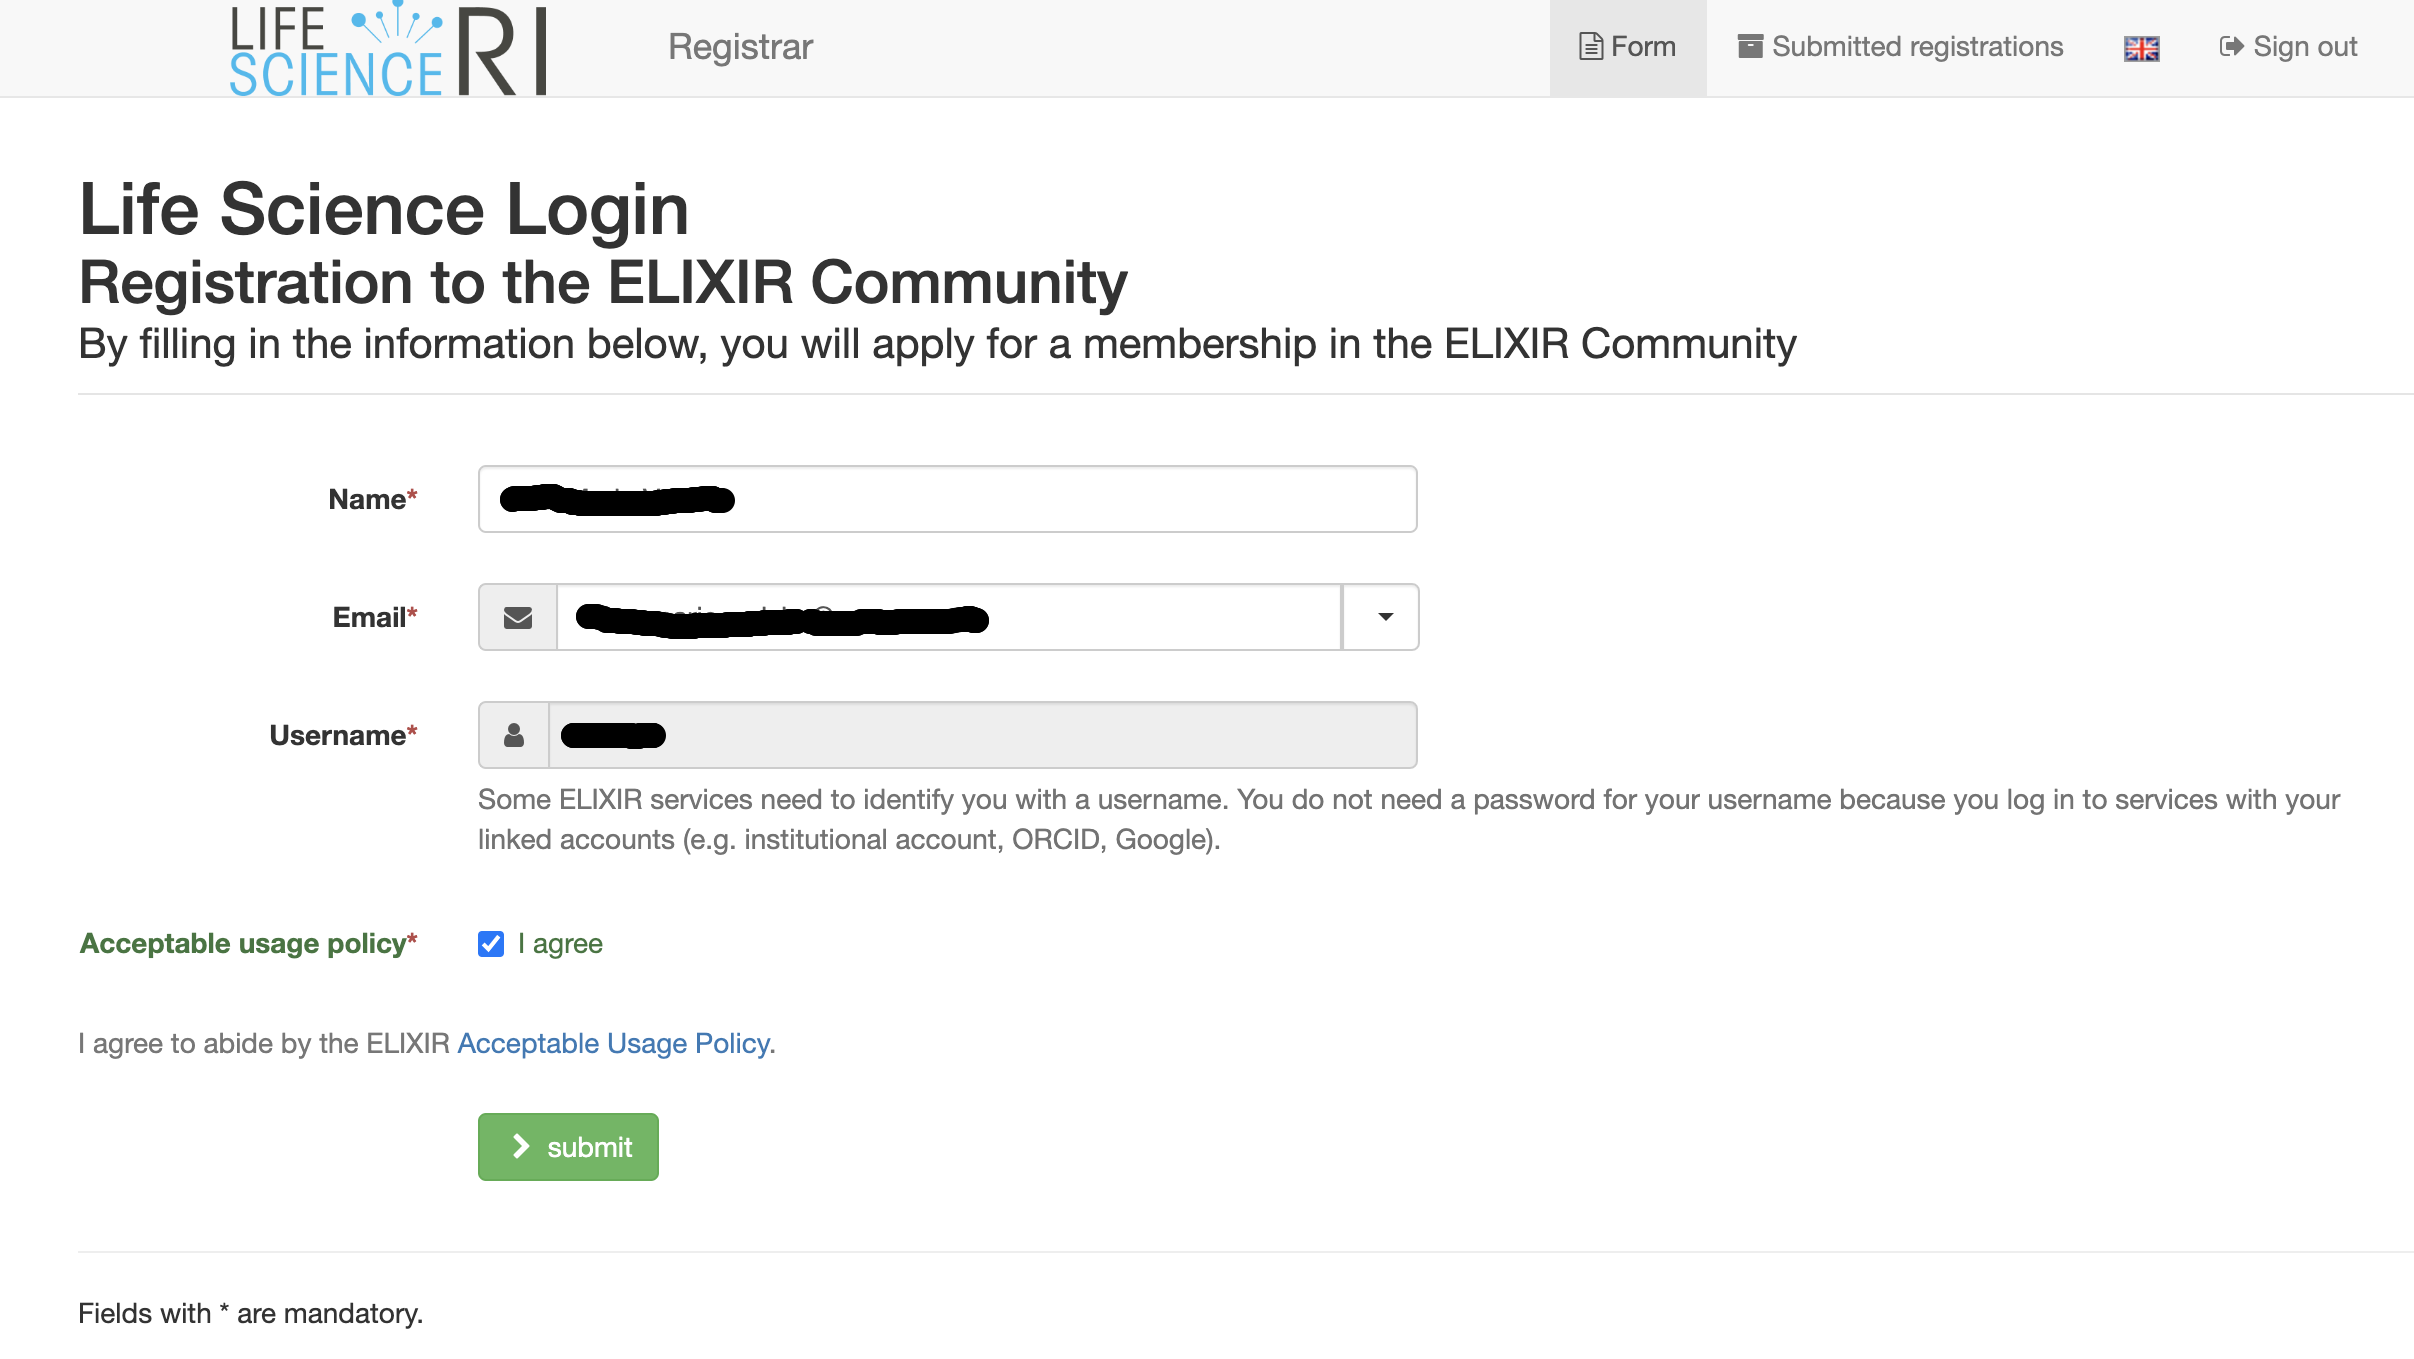 LIFE
SCIENCE RI
Registrar
Form
Submitted registrations
Sign out
Life Science Login
Registration to the ELIXIR Community
By filling in the information below, you will apply for a membership in the ELIXIR Community
Name*
Email*
Username*
Some ELIXIR services need to identify you with a username. You do not need a password for your username because you log in to services with your
linked accounts (e.g. institutional account, ORCID, Google).
Acceptable usage policy*
I agree
I agree to abide by the ELIXIR Acceptable Usage Policy.
submit
Fields with * are mandatory.